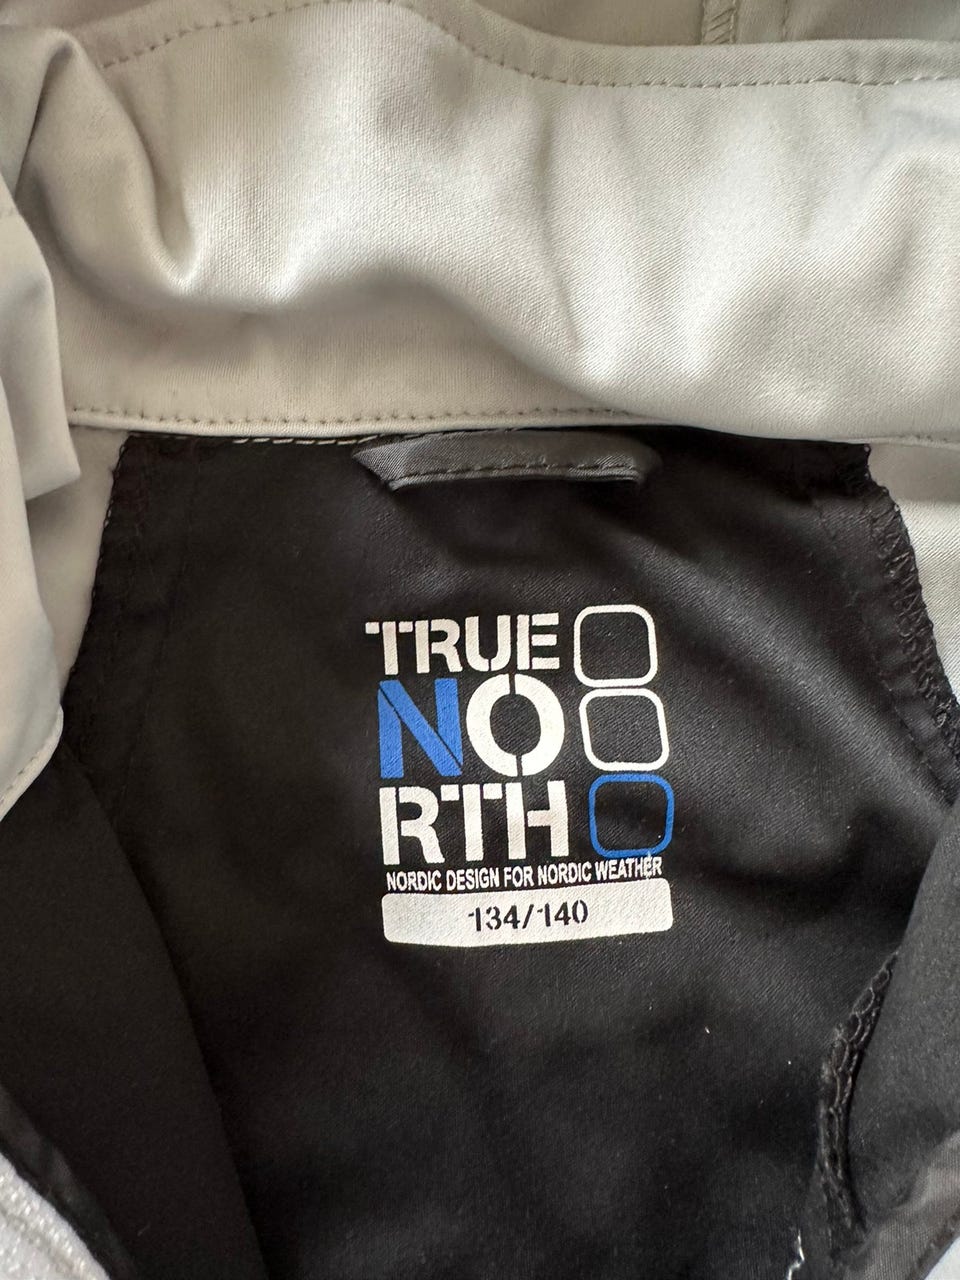 TRUE
NO
RTH
NORDIC DESIGN FOR NORDIC WEATHER
134/140